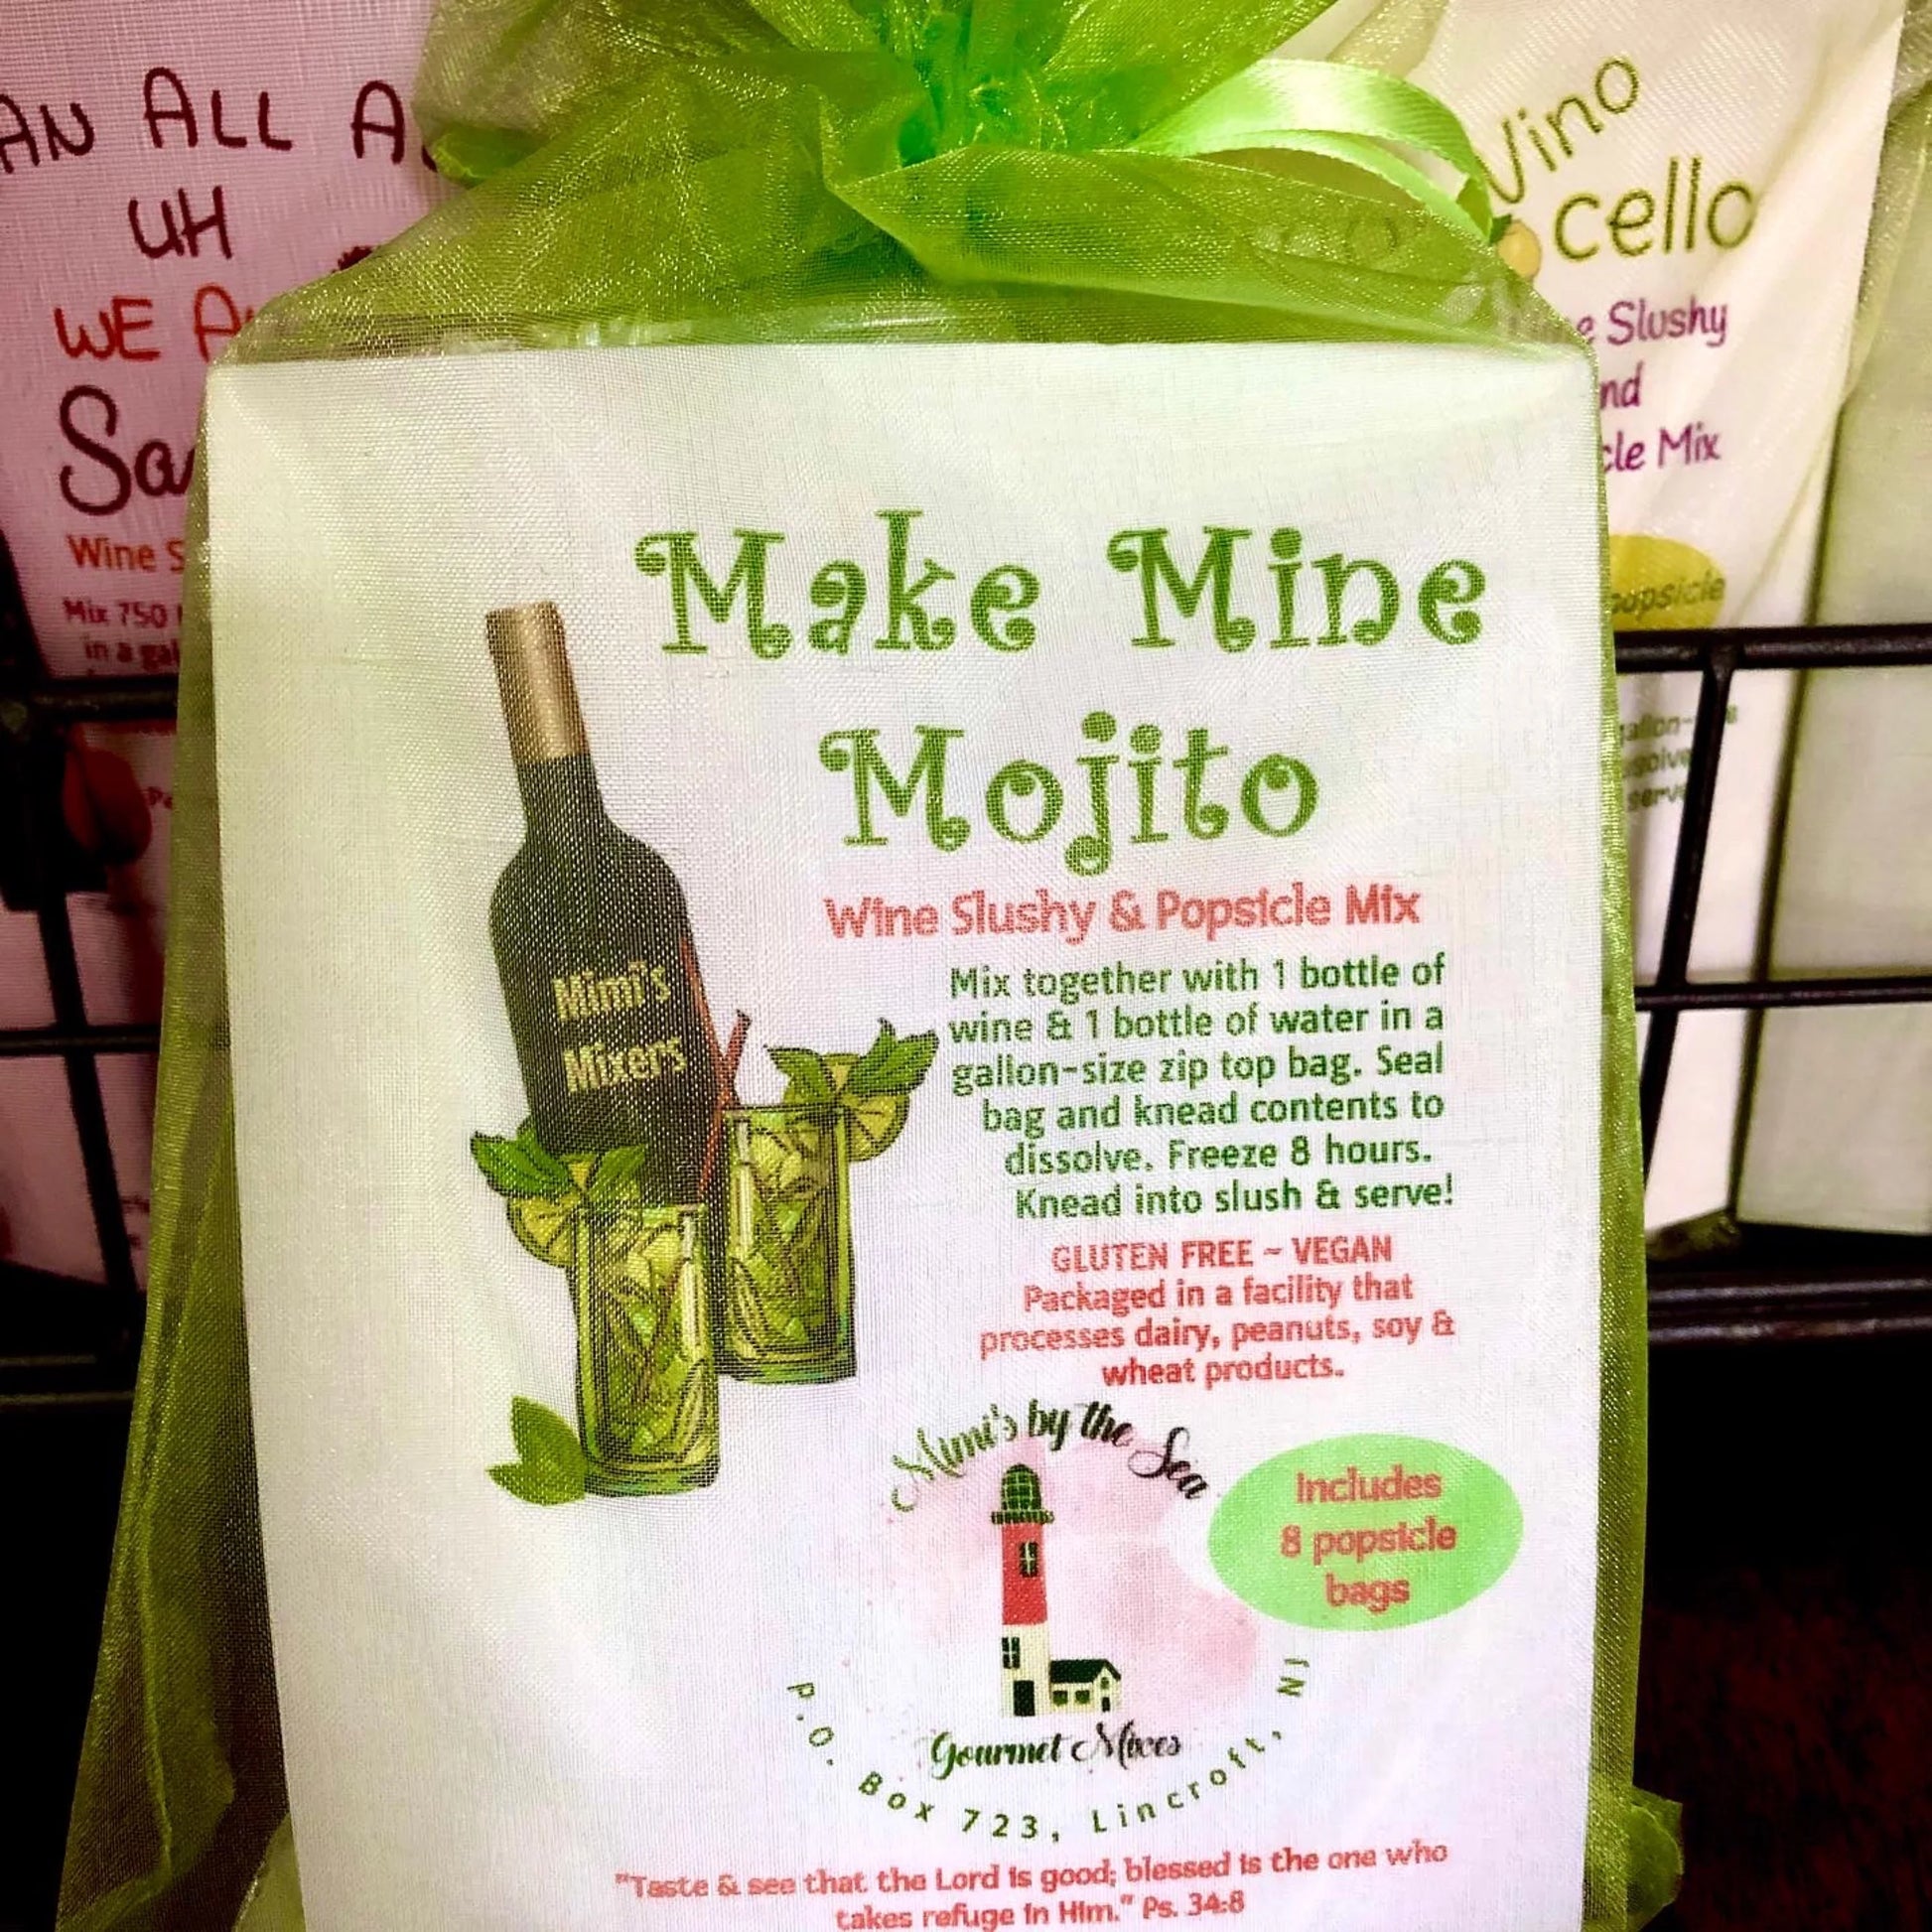 AN ALL
UH
WE
Wine
Mix 750
in a
Vino
cello
Slushy
Mix
popsicle
Make Mine
Mojito
Wine Slushy & Popsicle Mix
Mix together with 1 bottle of
wine & 1 bottle of water in a
gallon-size zip top bag. Seal
bag and knead contents to
dissolve. Freeze 8 hours.
Knead into slush & serve!
GLUTEN FREE ~ VEGAN
Packaged in a facility that
processes dairy, peanuts, soy &
wheat products.
Mimi's
Mixers
Mimi's by the Sea
Gourmet Mixes
P.O. Box 723, Lincroft, NJ
Includes
8 popsicle
bags
"Taste & see that the Lord is good; blessed is the one who
takes refuge in Him." Ps. 34:8